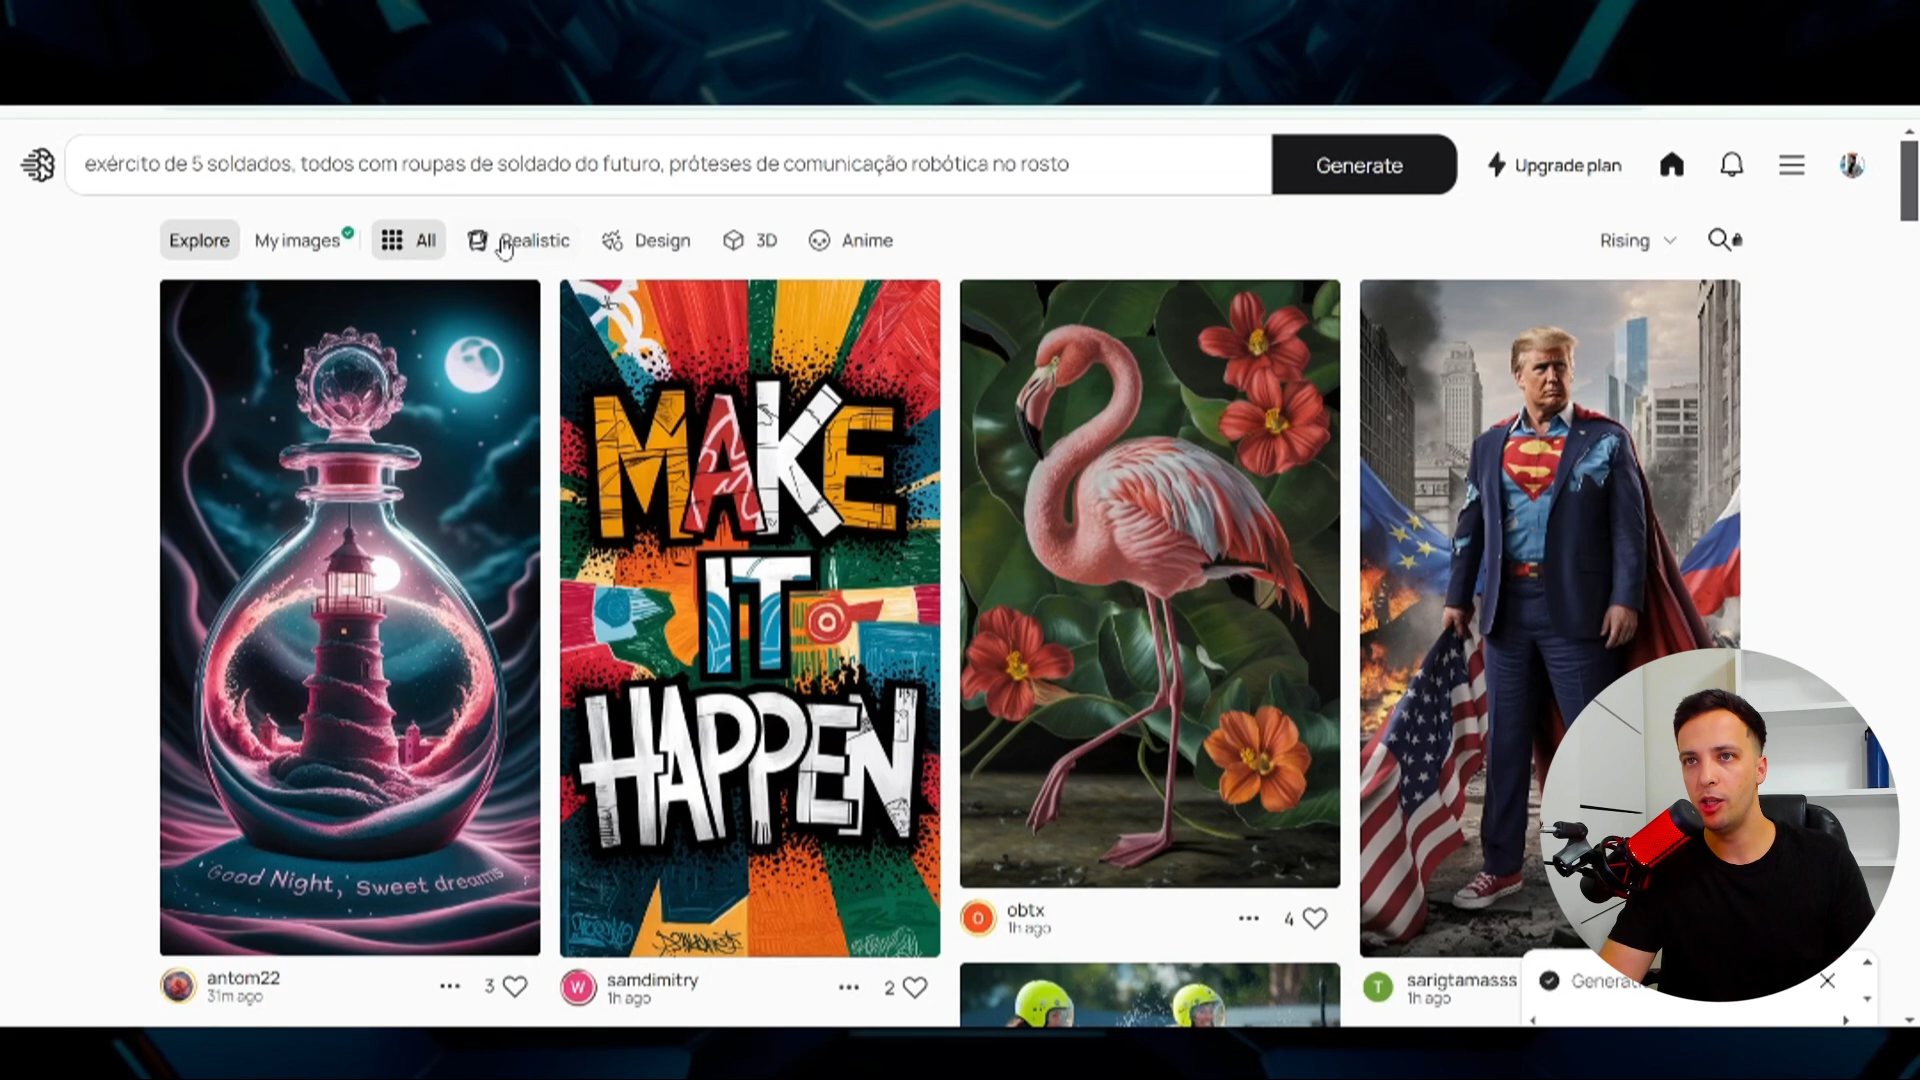 exército de 5 soldados, todos com roupas de soldado do futuro, próteses de comunicação robótica no rosto
Generate
Upgrade plan
Explore
My images
All
Realistic
Design
3D
Anime
Rising
Good Night, Sweet dreams
MAKE
IT
HAPPEN
antom22
31m ago
3
W
samdimitry
1h ago
2
O
obtx
1h ago
4
T
sarigtamasss
1h ago